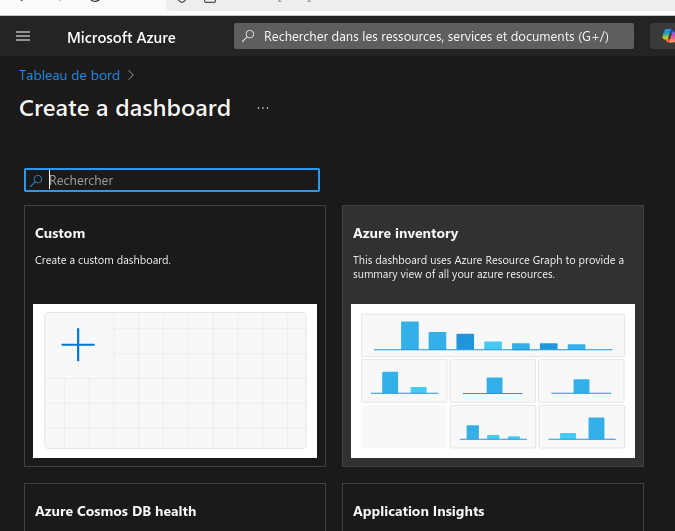 Microsoft Azure
Rechercher dans les ressources, services et documents (G+/)
Tableau de bord
Create a dashboard
Rechercher
Custom
Create a custom dashboard.
Azure inventory
This dashboard uses Azure Resource Graph to provide a
summary view of all your azure resources.
Azure Cosmos DB health
Application Insights